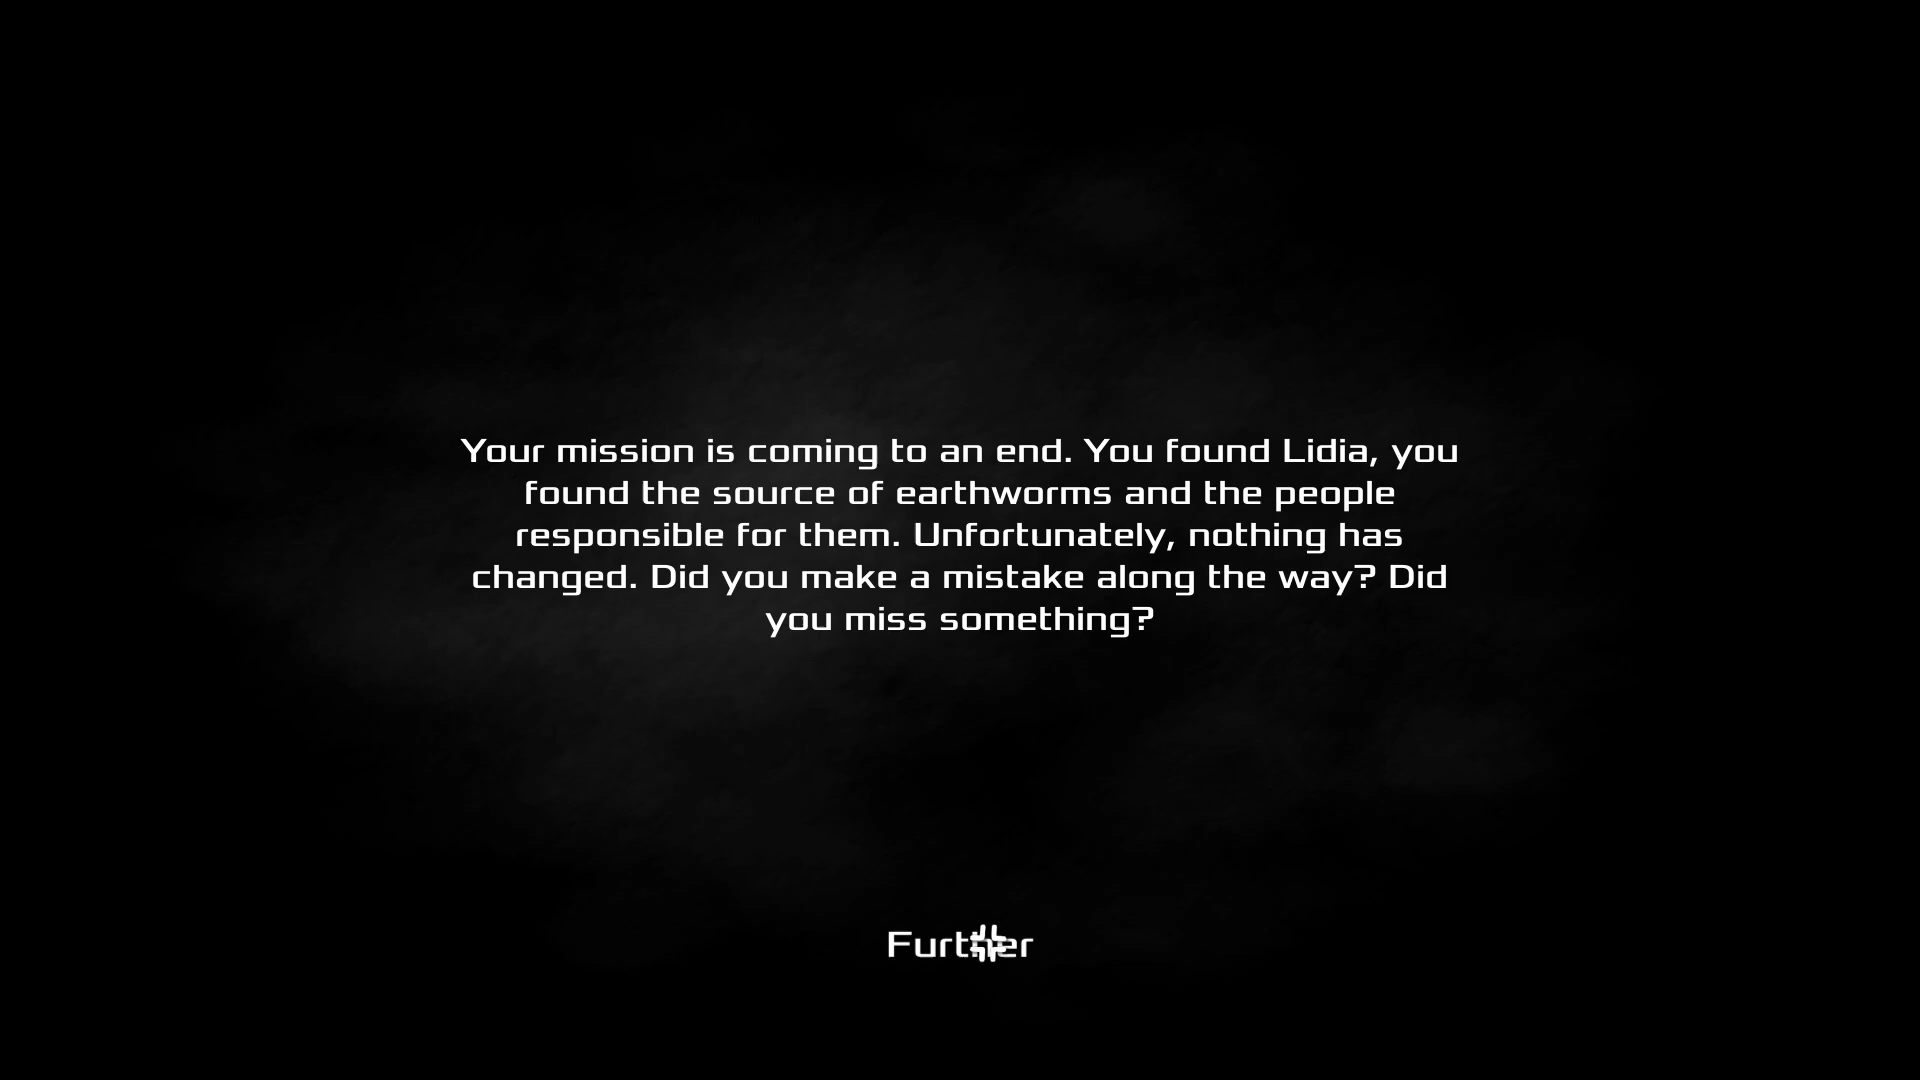 Your mission is coming to an end. You found Lidia, you
found the source of earthworms and the people
responsible for them. Unfortunately, nothing has
changed. Did you make a mistake along the way? Did
you miss something?
Further